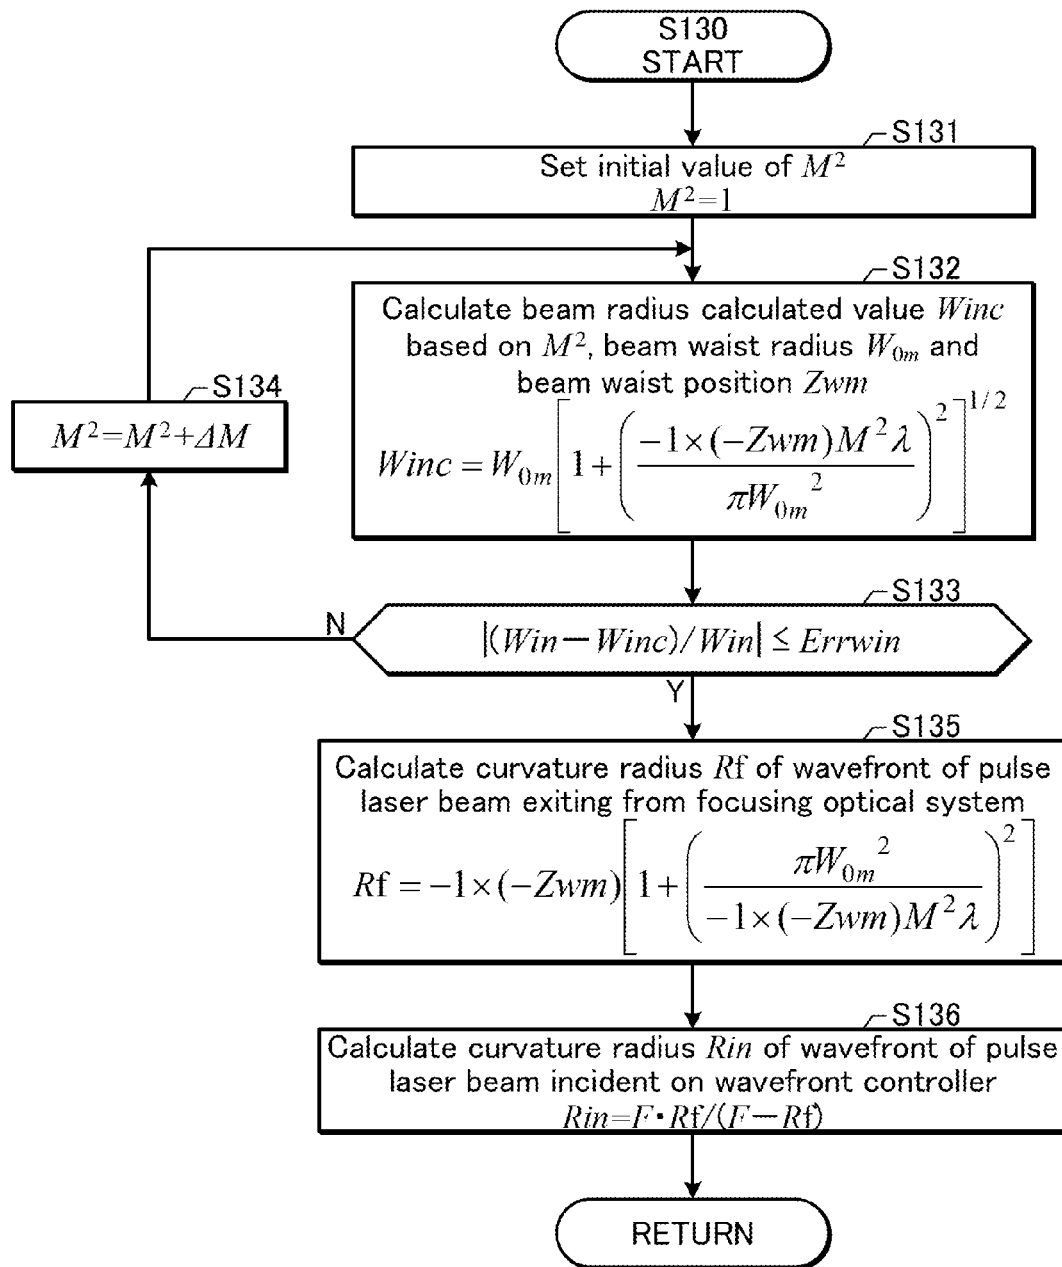 S130
START
S131
Set initial value of M²
M²=1
S132
Calculate beam radius calculated value Winc
based on M², beam waist radius W₀ₘ and
beam waist position Zwm
Winc = W₀ₘ[1+((-1×(-Zwm)M²λ)/(πW₀ₘ²))²]^1/2
S134
M²=M²+ΔM
S133
|(Win-Winc)/Win| ≤ Errwin
N
Y
S135
Calculate curvature radius Rf of wavefront of pulse
laser beam exiting from focusing optical system
Rf = -1×(-Zwm)[1+((πW₀ₘ²)/(-1×(-Zwm)M²λ))²]
S136
Calculate curvature radius Rin of wavefront of pulse
laser beam incident on wavefront controller
Rin=F·Rf/(F-Rf)
RETURN